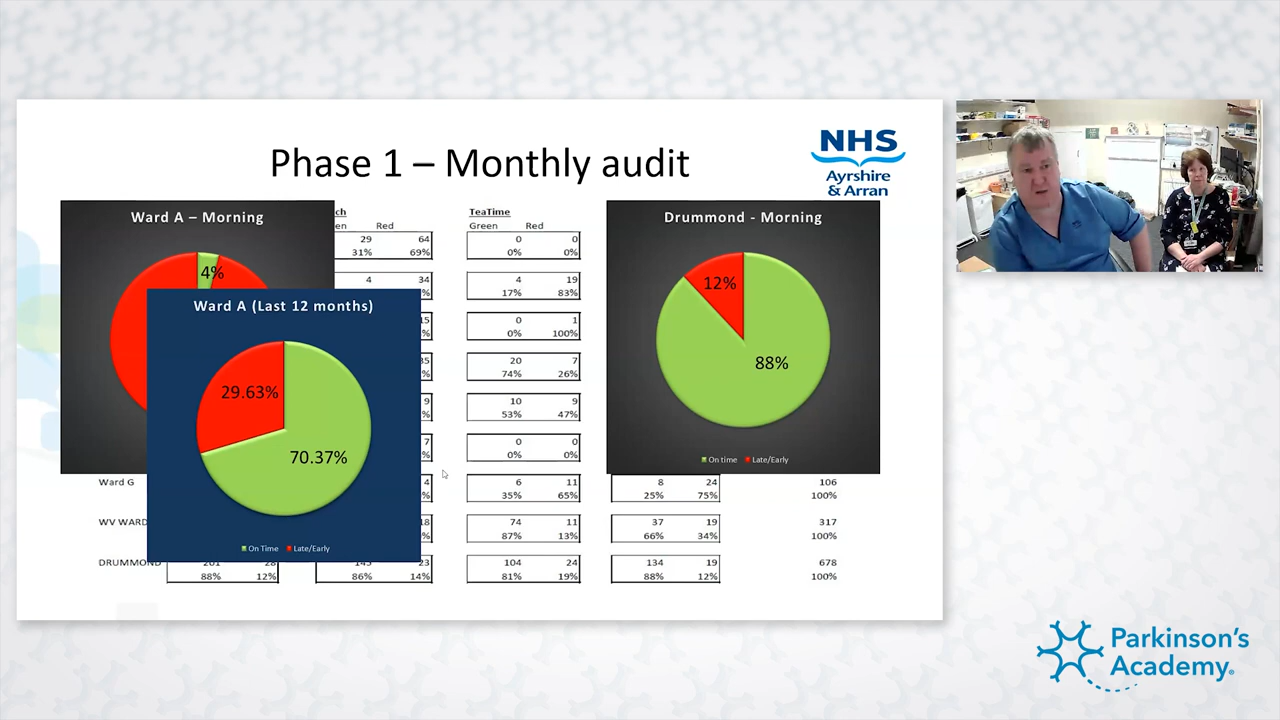 Phase 1 – Monthly audit
NHS
Ayrshire
& Arran
Ward A – Morning
4%
Ward A (Last 12 months)
29.63%
70.37%
On Time Late/Early
TeaTime
Red Green Red
29 64 0 0
31% 69% 0% 0%
4 34 4 19
17% 83%
0 1
0% 100%
20 7
74% 26%
9 10 9
53% 47%
7 0 0
0% 0%
Drummond - Morning
12%
88%
On time Late/Early
Ward G 4 6 11 8 24 106
35% 65% 25% 75% 100%
WV WARD 74 11 37 19 317
87% 13% 66% 34% 100%
DRUMMOND 23 104 24 134 19 678
88% 12% 86% 14% 81% 19% 88% 12% 100%
Parkinson's
Academy